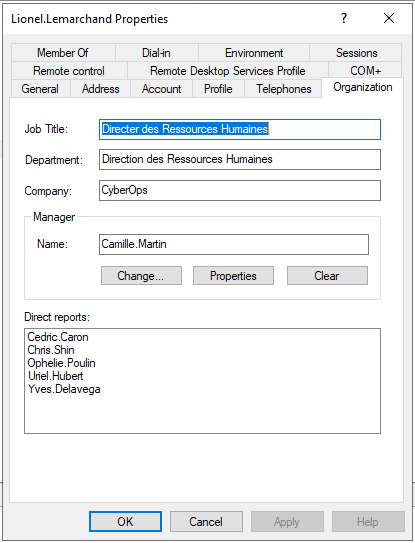 Lionel.Lemarchand Properties
?
Member Of Dial-in Environment Sessions
Remote control Remote Desktop Services Profile COM+
General Address Account Profile Telephones Organization
Job Title: Directer des Ressources Humaines
Department: Direction des Ressources Humaines
Company: CyberOps
Manager
Name: Camille.Martin
Change... Properties Clear
Direct reports:
Cedric.Caron
Chris.Shin
Ophelie.Poulin
Uriel.Hubert
Yves.Delavega
OK Cancel Apply Help